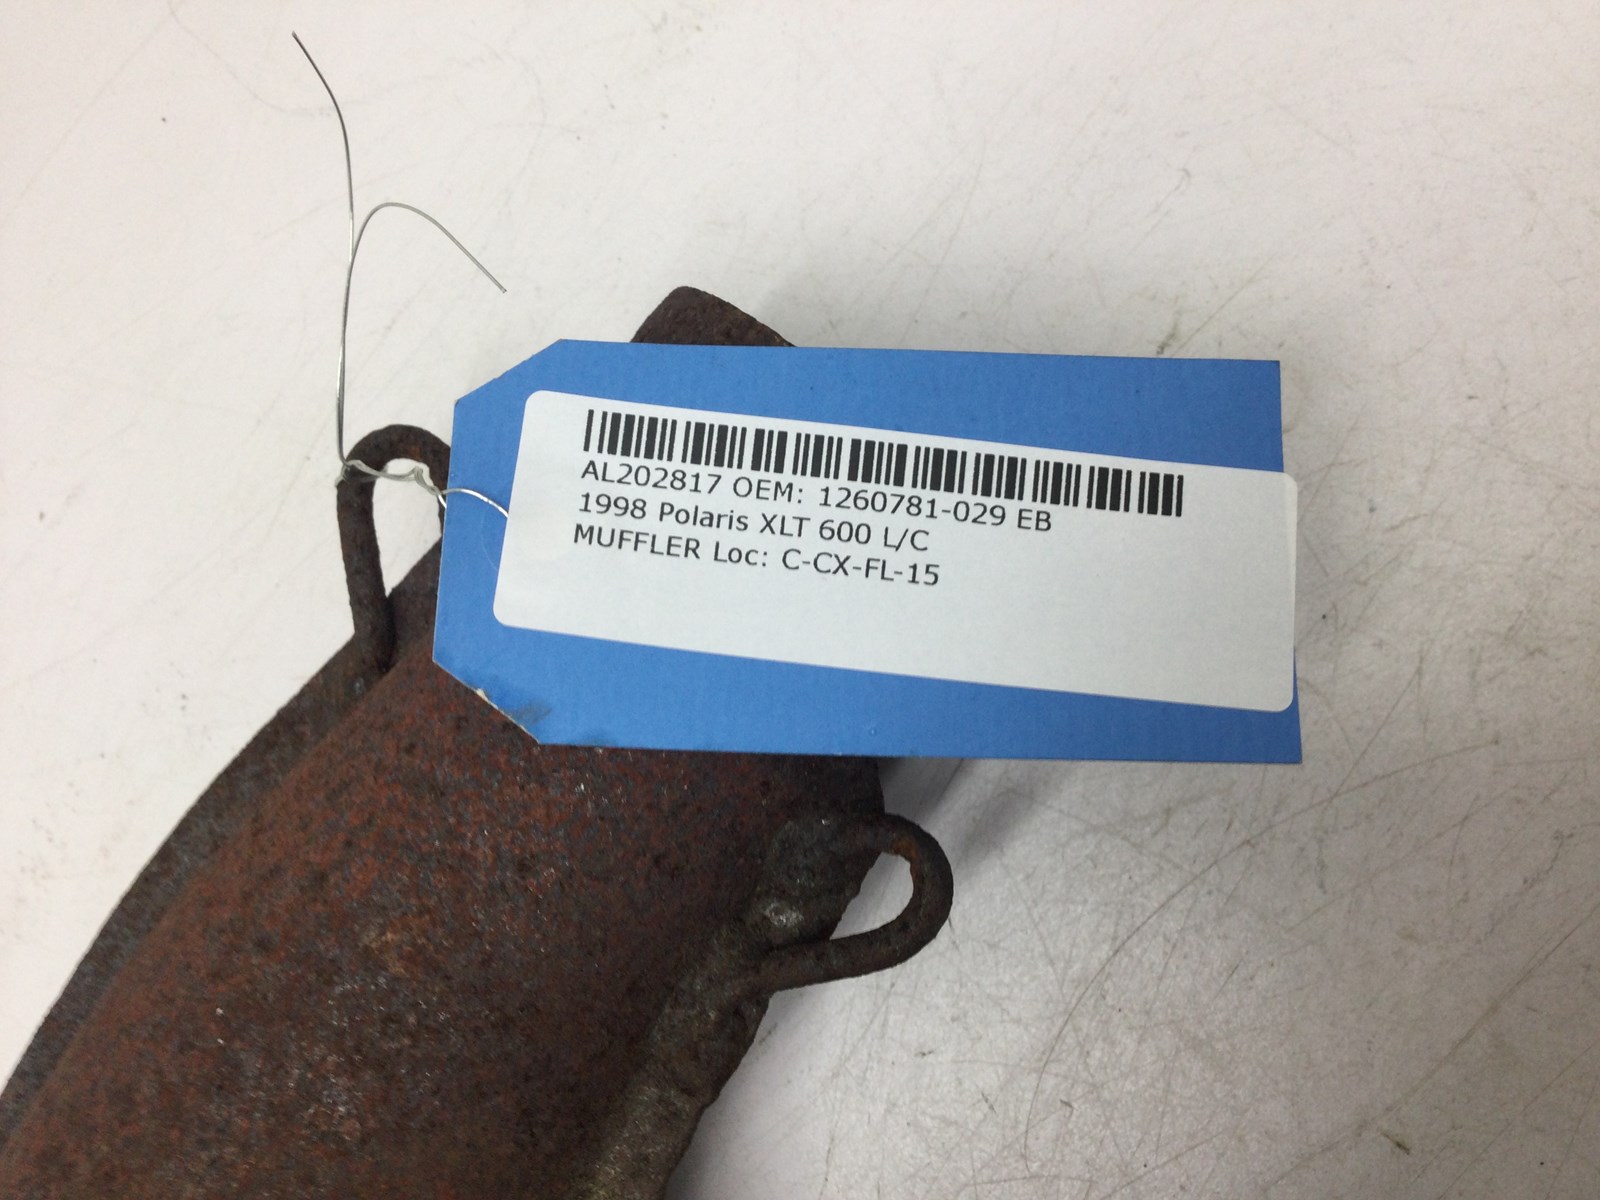 AL202817 OEM: 1260781-029 EB
1998 Polaris XLT 600 L/C
MUFFLER Loc: C-CX-FL-15